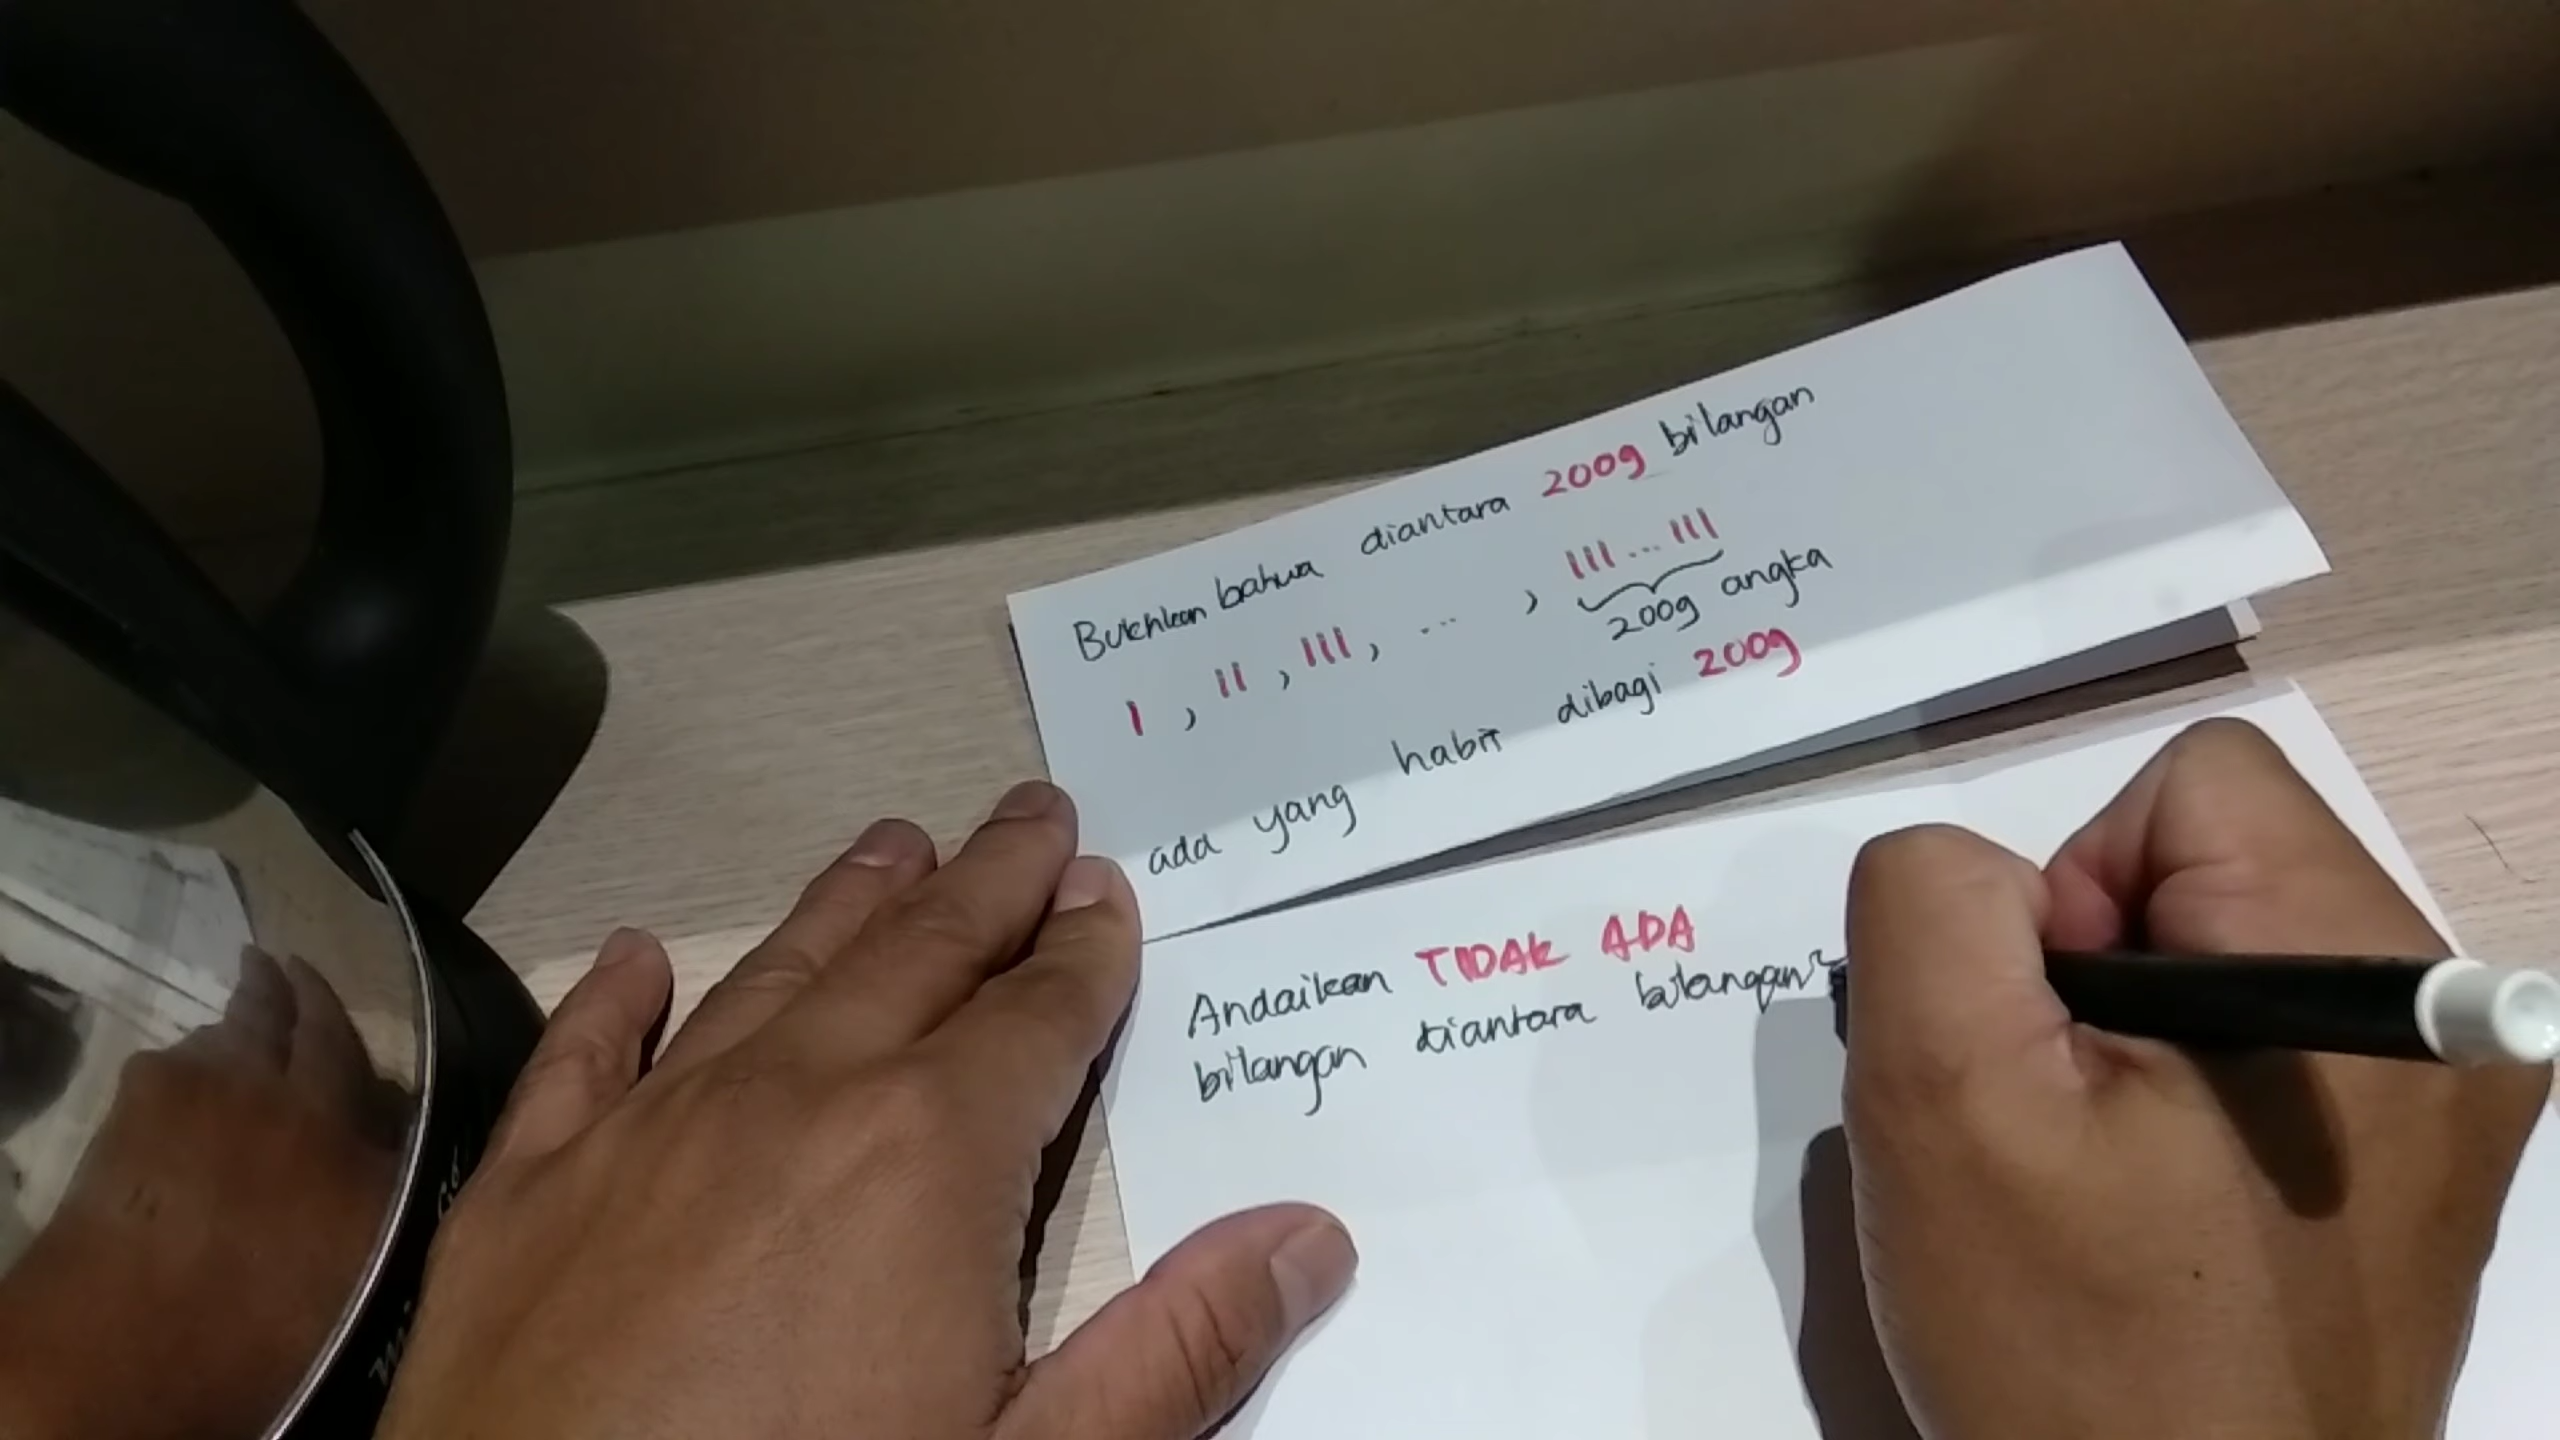 Buktikan bahwa diantara 2009 bilangan
1 , 11 , 111 , ... , 111...111
2009 angka
ada yang habis dibagi 2009
Andaikan TIDAK ADA
bilangan diantara bilangan²